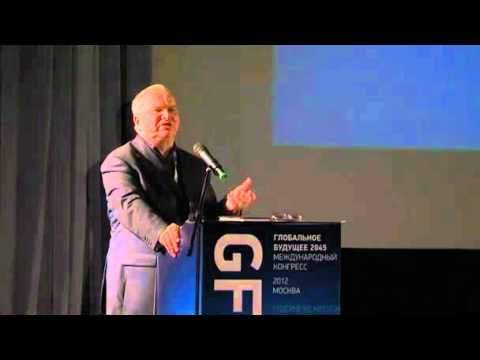 GF
ГЛОБАЛЬНОЕ
БУДУЩЕЕ 2045
МЕЖДУНАРОДНЫЙ
КОНГРЕСС
2012
МОСКВА